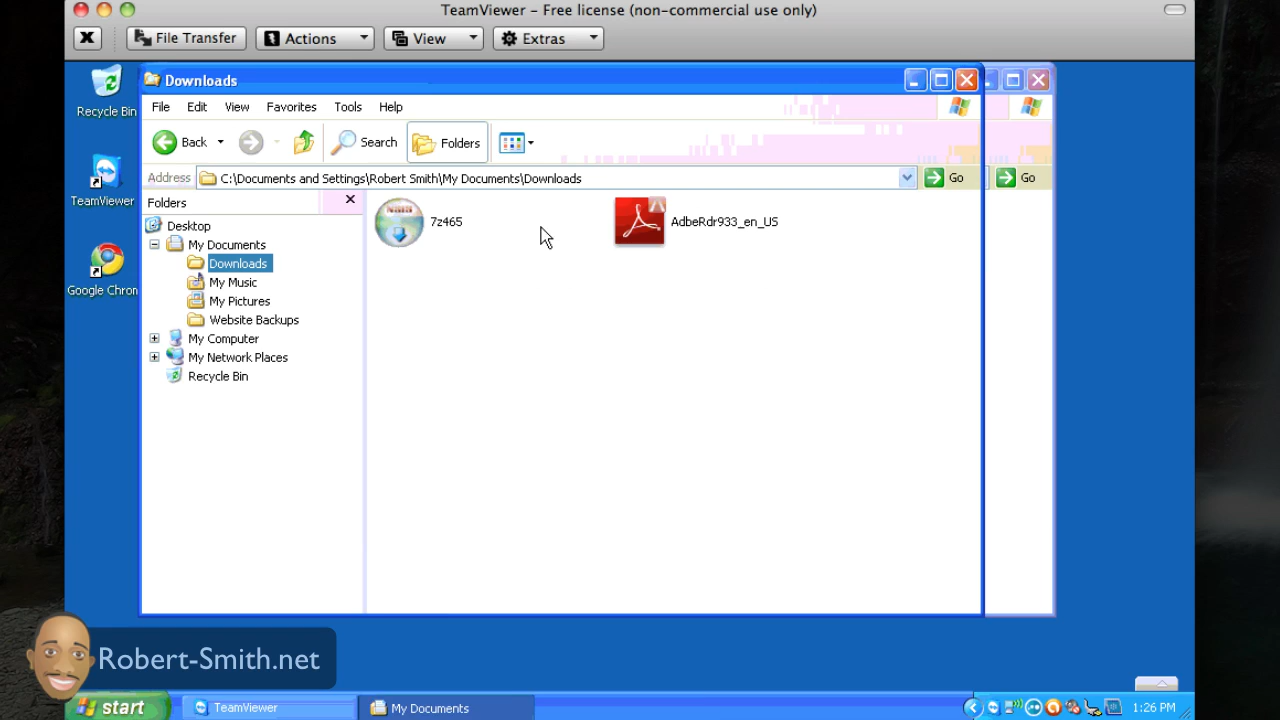 TeamViewer - Free license (non-commercial use only)
X File Transfer Actions View Extras
Recycle Bin
TeamViewer
Google Chron
Downloads
File Edit View Favorites Tools Help
Back Search Folders
Address C:\Documents and Settings\Robert Smith\My Documents\Downloads Go Go
Folders
Desktop
My Documents
Downloads
My Music
My Pictures
Website Backups
My Computer
My Network Places
Recycle Bin
7z465
AdbeRdr933_en_US
Robert-Smith.net
start TeamViewer My Documents 1:26 PM